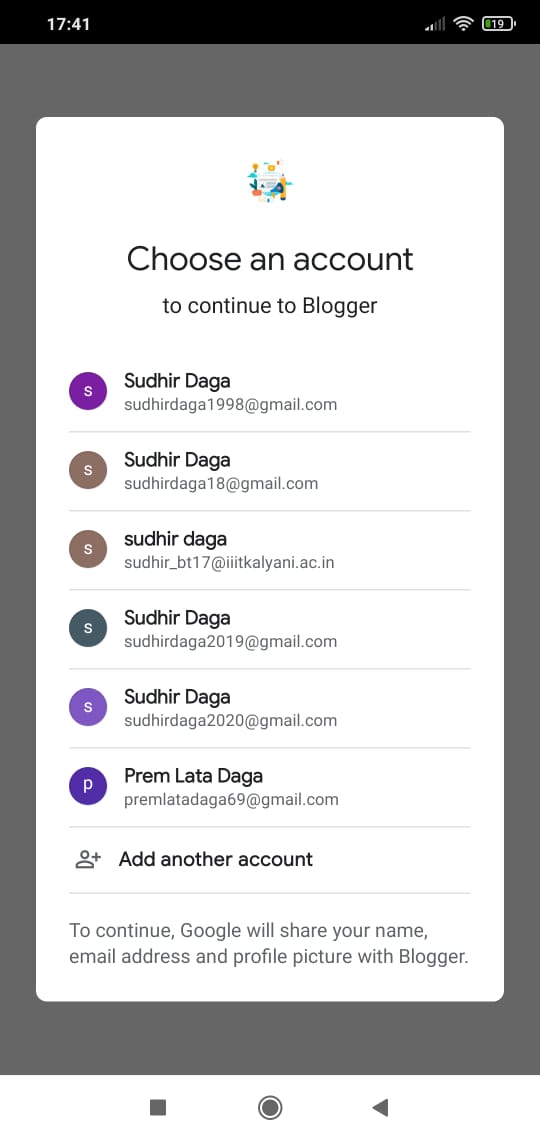 17:41
19
Choose an account
to continue to Blogger
s
Sudhir Daga
sudhirdaga1998@gmail.com
s
Sudhir Daga
sudhirdaga18@gmail.com
s
sudhir daga
sudhir_bt17@iiitkalyani.ac.in
s
Sudhir Daga
sudhirdaga2019@gmail.com
s
Sudhir Daga
sudhirdaga2020@gmail.com
p
Prem Lata Daga
premlatadaga69@gmail.com
Add another account
To continue, Google will share your name,
email address and profile picture with Blogger.